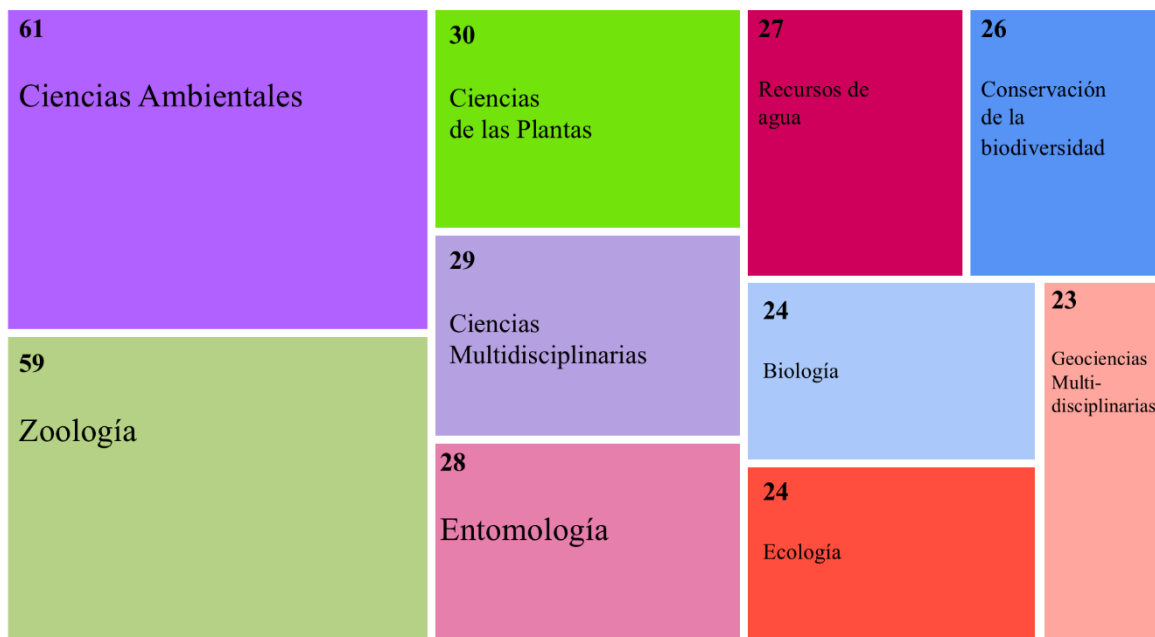 61
Ciencias Ambientales
59
Zoología
30
Ciencias
de las Plantas
29
Ciencias
Multidisciplinarias
28
Entomología
27
Recursos de
agua
26
Conservación
de la
biodiversidad
24
Biología
24
Ecología
23
Geociencias
Multi-
disciplinarias